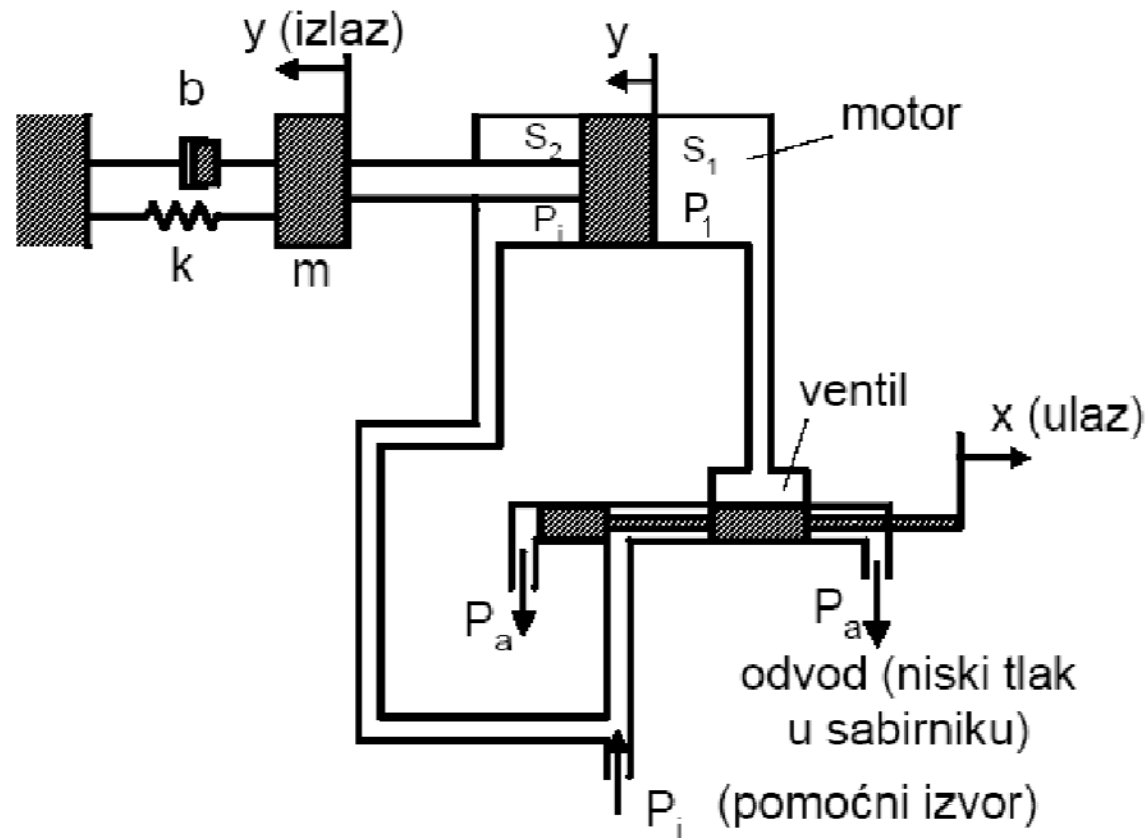 y (izlaz)
y
b
motor
S₂
S₁
Pᵢ
P₁
k
m
ventil
x (ulaz)
Pₐ
Pₐ
odvod (niski tlak
u sabirniku)
Pᵢ (pomoćni izvor)